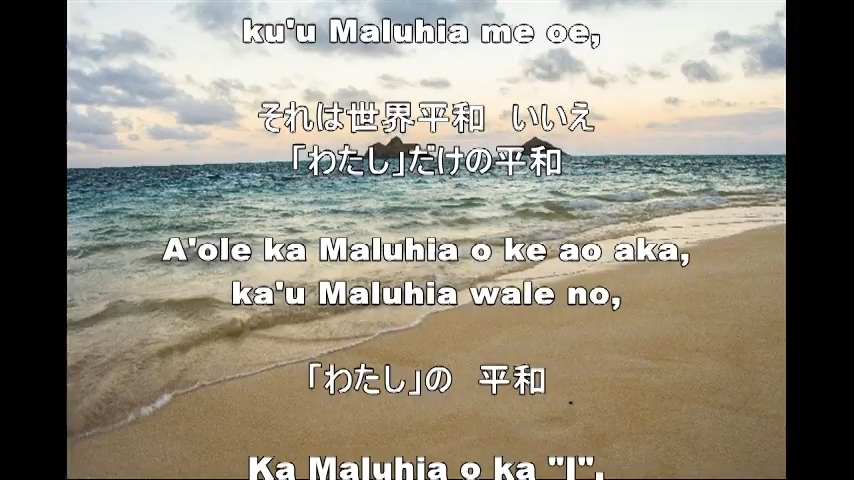 ku'u Maluhia me oe,
それは世界平和　いいえ
「わたし」だけの平和
A'ole ka Maluhia o ke ao aka,
ka'u Maluhia wale no,
「わたし」の　平和
Ka Maluhia o ka "I",